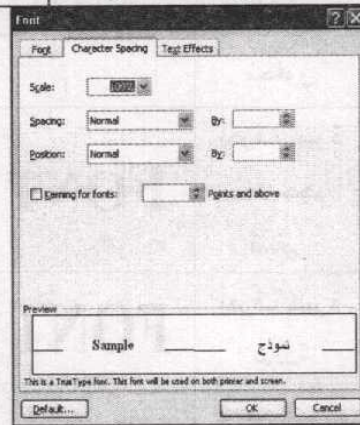 Font
Font Character Spacing Text Effects
Scale: 100%
Spacing: Normal By:
Position: Normal By:
Kerning for fonts: Points and above
Preview
Sample نموذج
This is a TrueType font. This font will be used on both printer and screen.
Default... OK Cancel